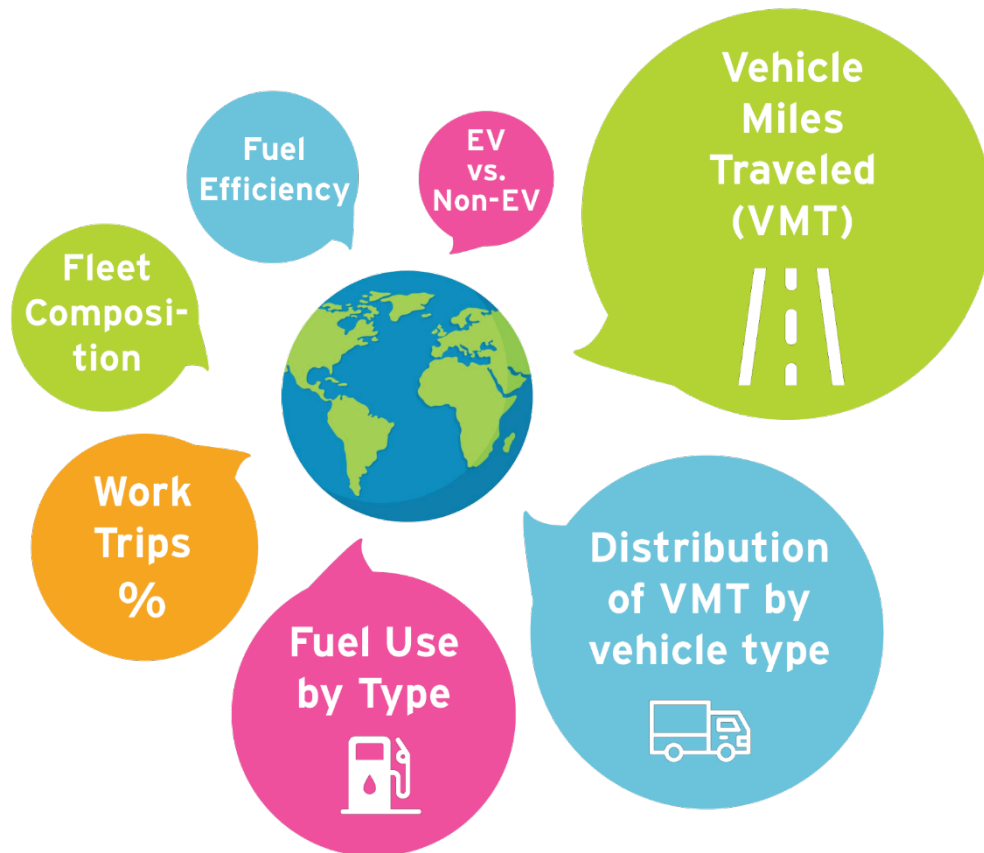 Vehicle
Miles
Traveled
(VMT)
EV
vs.
Non-EV
Fuel
Efficiency
Fleet
Composi-
tion
Work
Trips
%
Fuel Use
by Type
Distribution
of VMT by
vehicle type